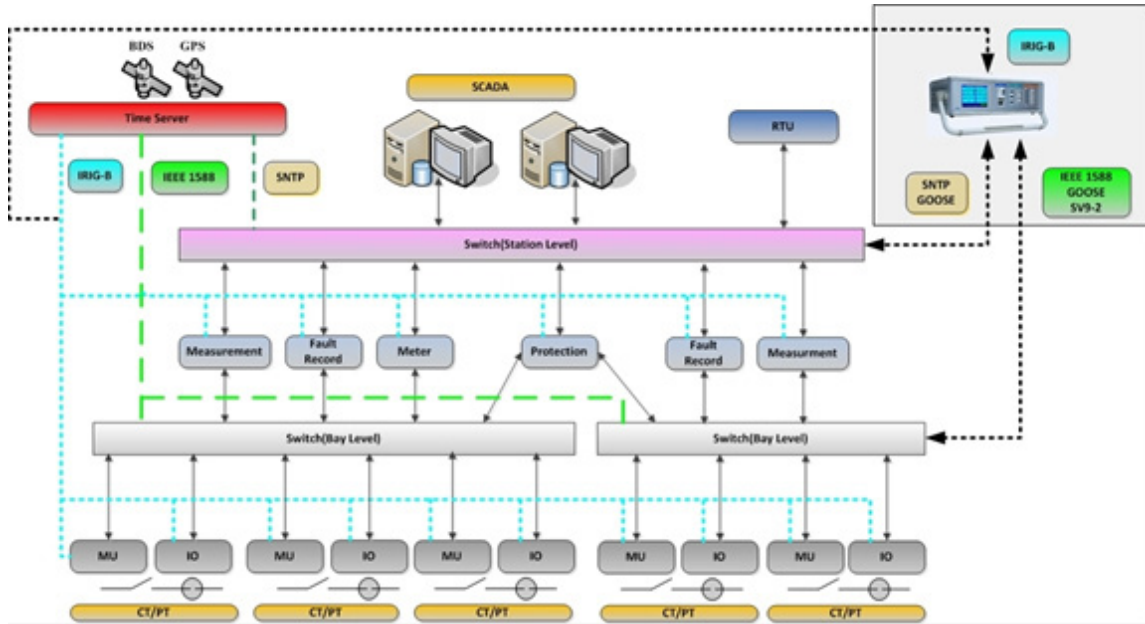 BDS GPS
IRIG-B
SCADA
Time Server
RTU
IRIG-B
IEEE 1588
SNTP
SNTP
GOOSE
IEEE 1588
GOOSE
SV9-2
Switch(Station Level)
Measurement
Fault
Record
Meter
Protection
Fault
Record
Measurment
Switch(Bay Level)
Switch(Bay Level)
MU
IO
MU
IO
MU
IO
MU
IO
MU
IO
CT/PT
CT/PT
CT/PT
CT/PT
CT/PT